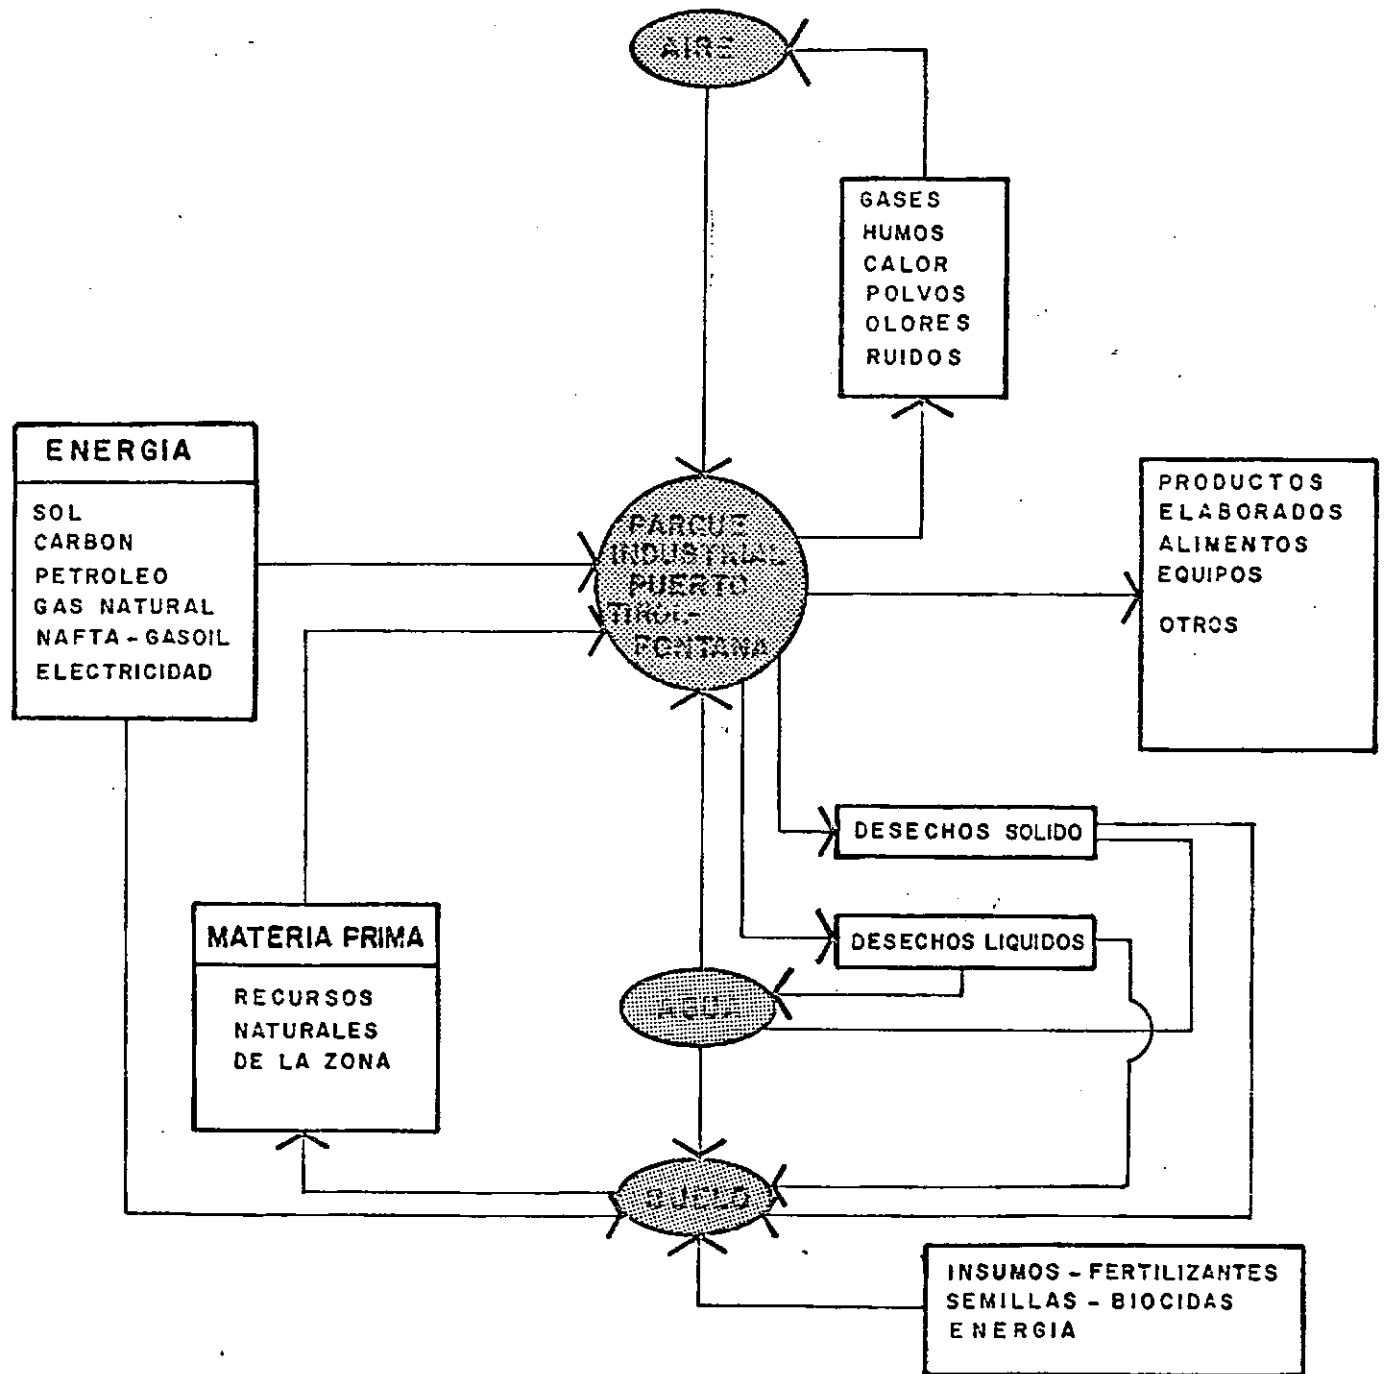 AIRE
GASES
HUMOS
CALOR
POLVOS
OLORES
RUIDOS
ENERGIA
SOL
CARBON
PETROLEO
GAS NATURAL
NAFTA - GASOIL
ELECTRICIDAD
PARQUE
INDUSTRIAL
PUERTO
TIROL-
FONTANA
PRODUCTOS
ELABORADOS
ALIMENTOS
EQUIPOS
OTROS
DESECHOS SOLIDO
DESECHOS LIQUIDOS
MATERIA PRIMA
RECURSOS
NATURALES
DE LA ZONA
AGUA
SUELO
INSUMOS - FERTILIZANTES
SEMILLAS - BIOCIDAS
ENERGIA